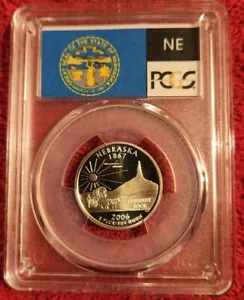 NE
PCGS
NEBRASKA
1867
CHIMNEY
ROCK
2006
E PLURIBUS UNUM